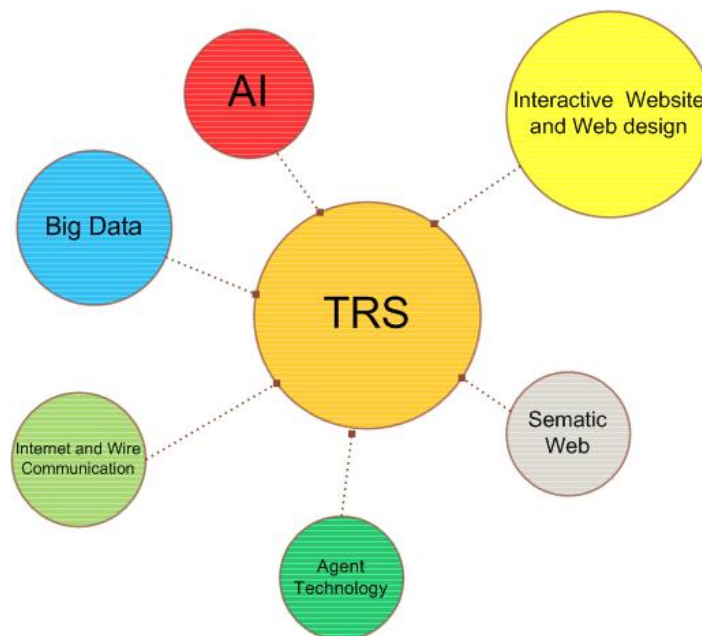 AI
Interactive Website
and Web design
Big Data
TRS
Sematic
Web
Internet and Wire
Communication
Agent
Technology